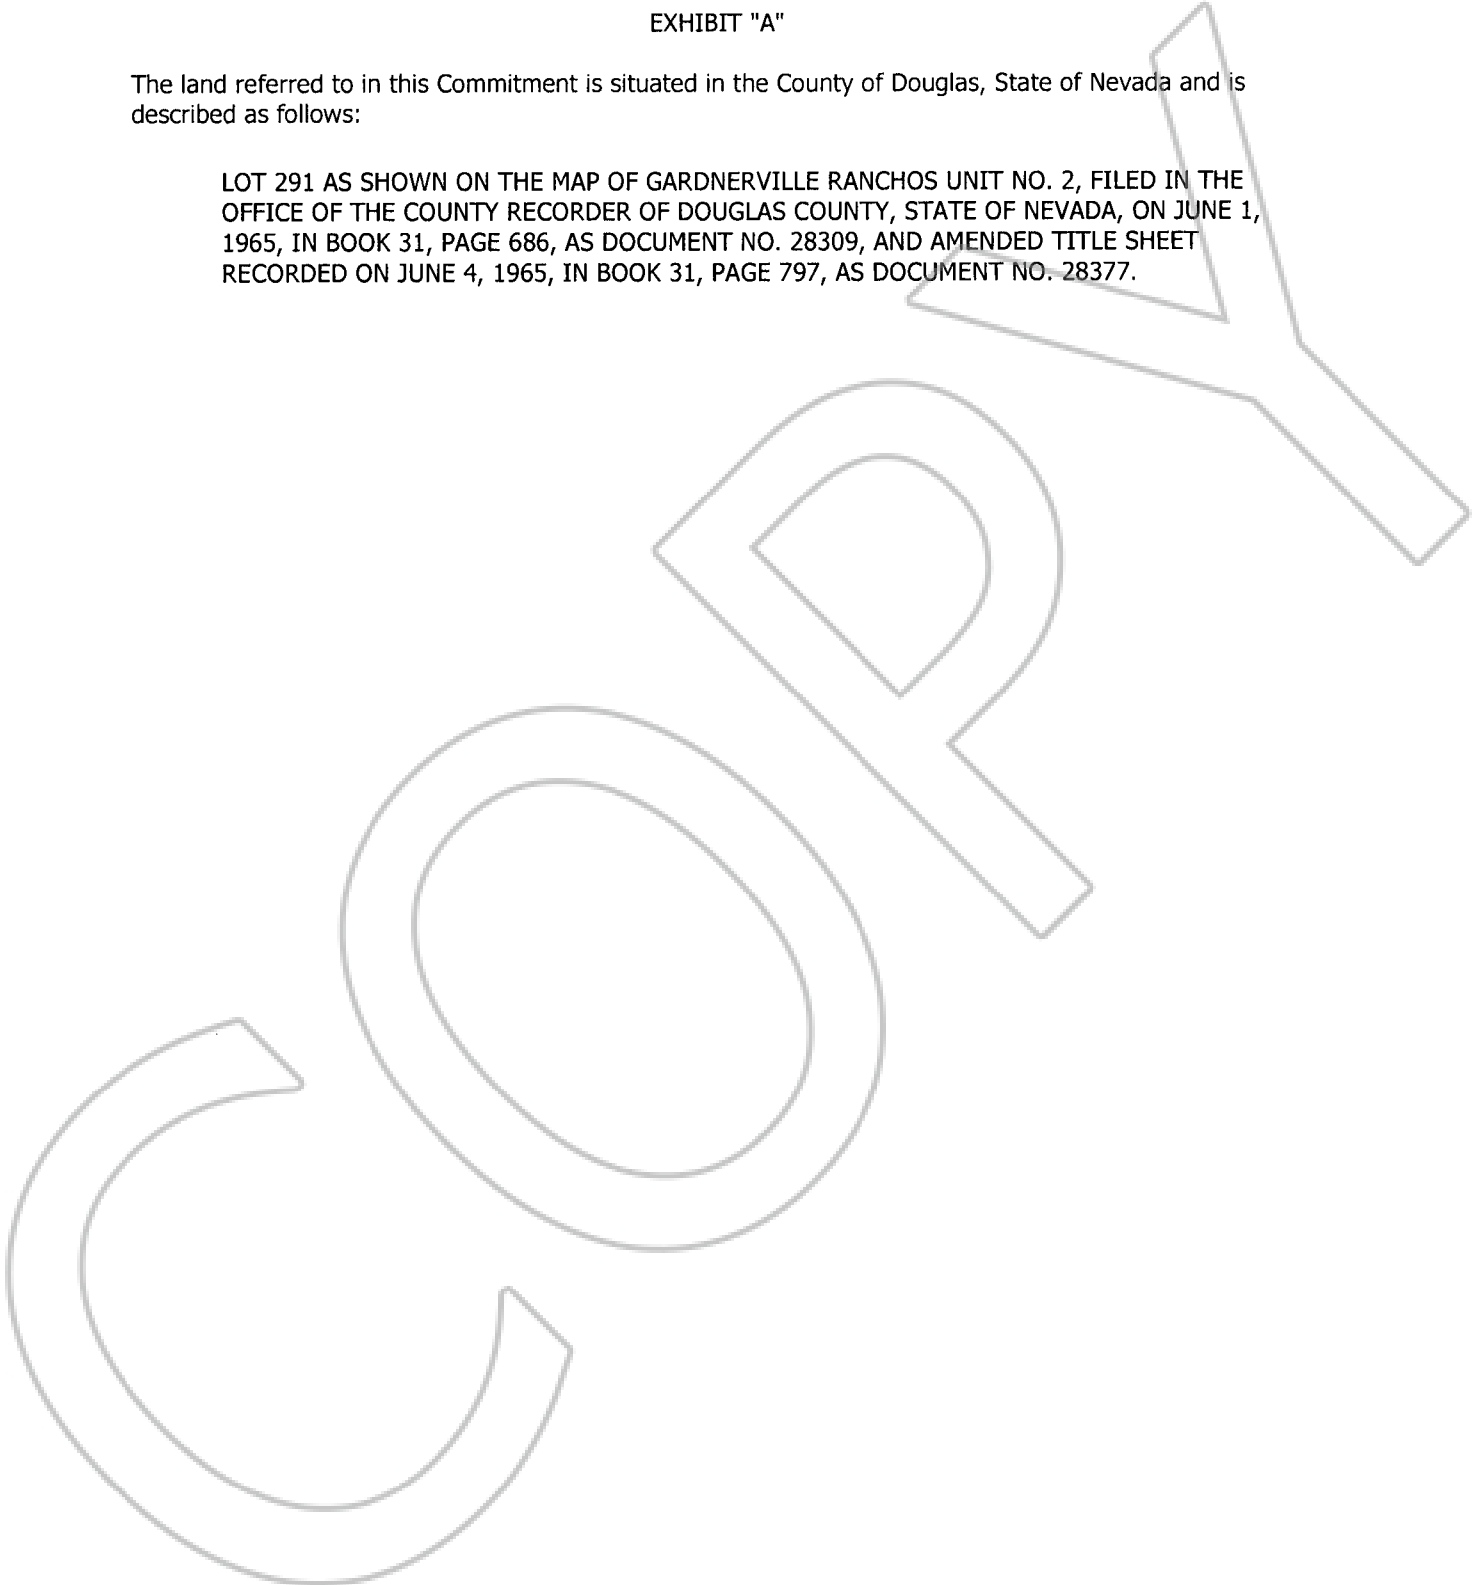 EXHIBIT "A"
The land referred to in this Commitment is situated in the County of Douglas, State of Nevada and is
described as follows:
LOT 291 AS SHOWN ON THE MAP OF GARDNERVILLE RANCHOS UNIT NO. 2, FILED IN THE
OFFICE OF THE COUNTY RECORDER OF DOUGLAS COUNTY, STATE OF NEVADA, ON JUNE 1,
1965, IN BOOK 31, PAGE 686, AS DOCUMENT NO. 28309, AND AMENDED TITLE SHEET
RECORDED ON JUNE 4, 1965, IN BOOK 31, PAGE 797, AS DOCUMENT NO. 28377.
COPY